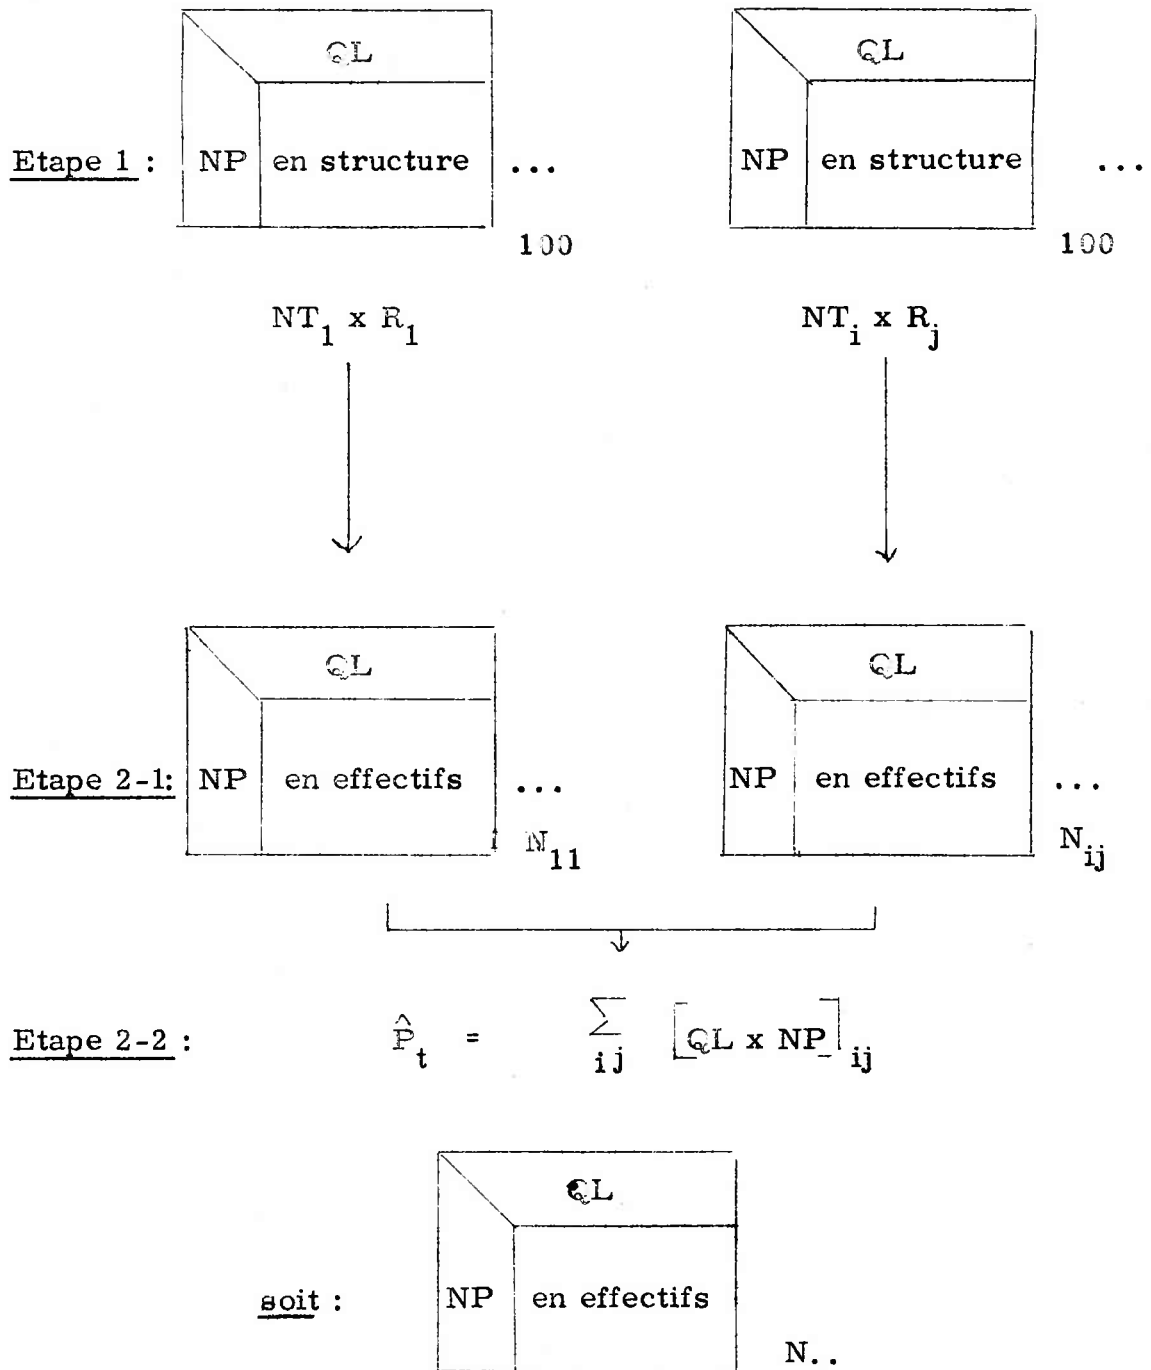 QL QL
Etape 1 : NP en structure ... NP en structure ...
100 100
NT₁ x R₁ NTᵢ x Rⱼ
QL QL
Etape 2-1: NP en effectifs ... NP en effectifs ...
N₁₁ Nᵢⱼ
Etape 2-2 : P̂ₜ = ∑ᵢⱼ [QL x NP]ᵢⱼ
QL
soit : NP en effectifs
N..